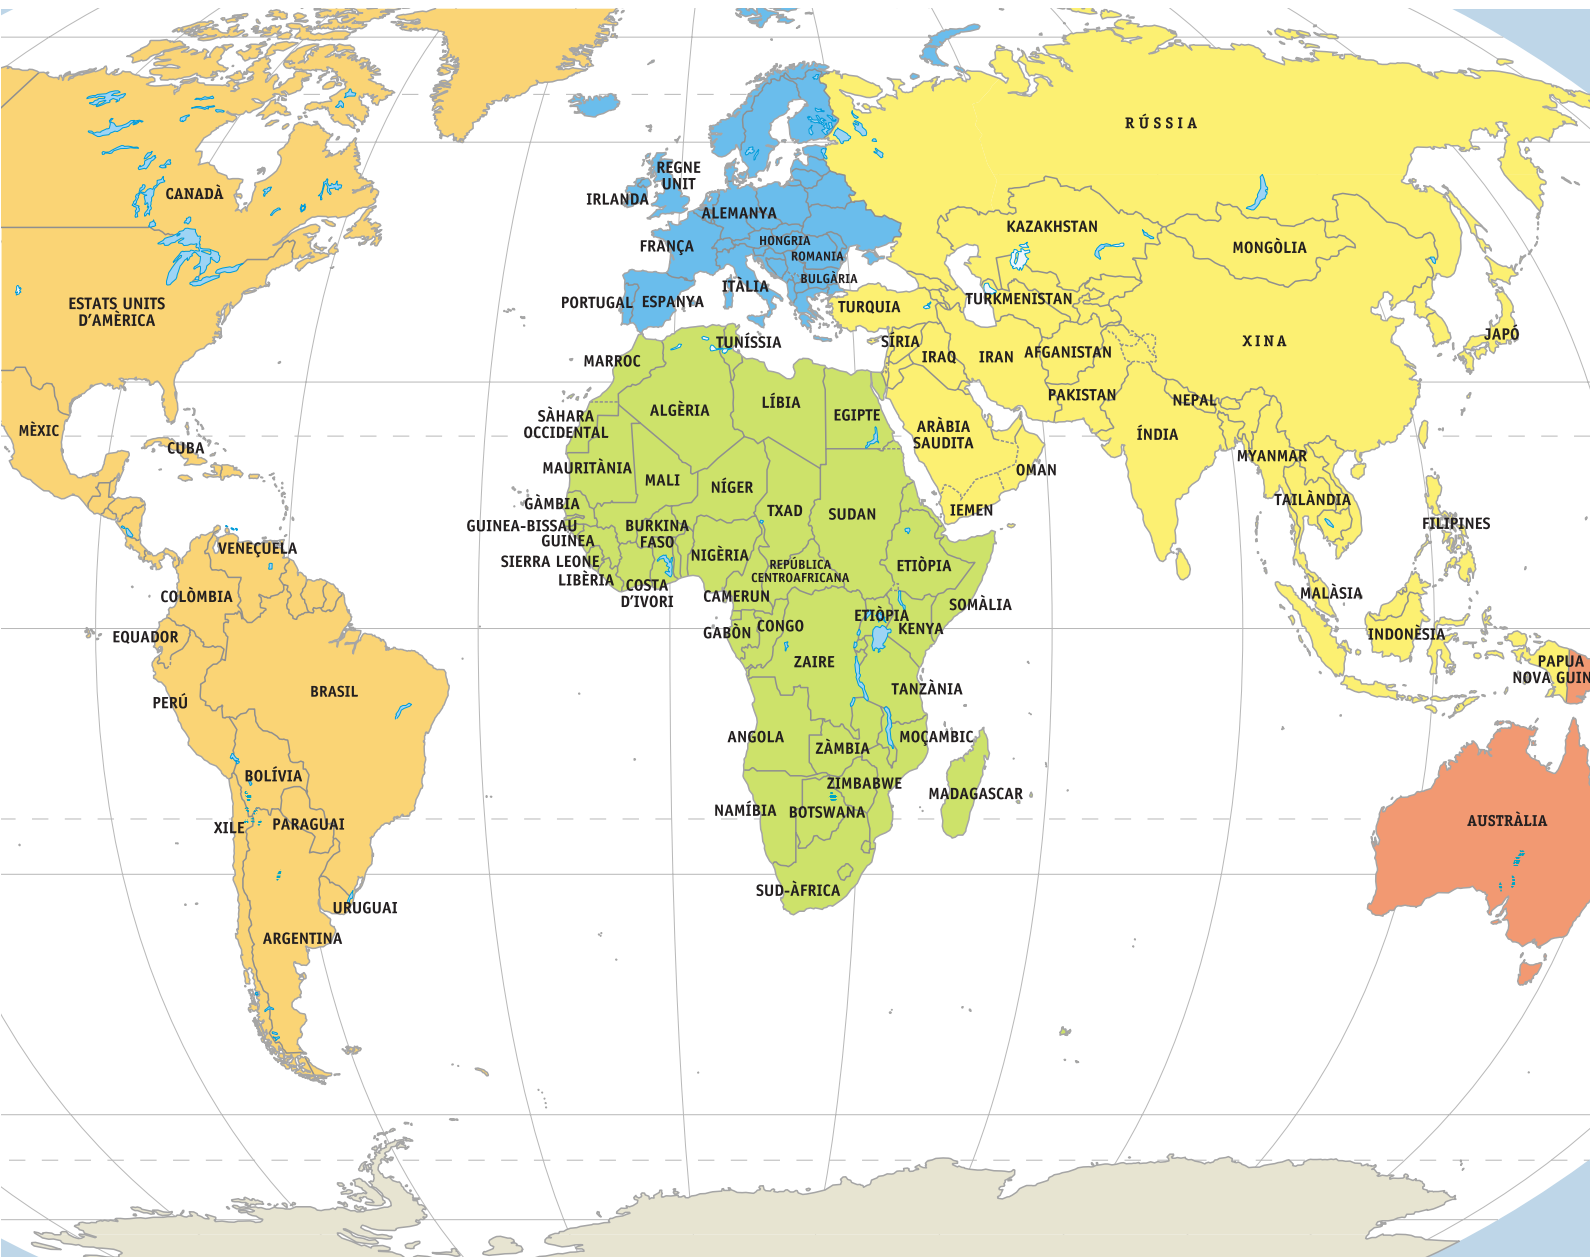 RÚSSIA
CANADÀ
REGNE
UNIT
IRLANDA
ALEMANYA
FRANÇA
HONGRIA
ROMANIA
BULGÀRIA
ITÀLIA
PORTUGAL
ESPANYA
KAZAKHSTAN
MONGÒLIA
ESTATS UNITS
D'AMÈRICA
TURQUIA
TURKMENISTAN
XINA
JAPÓ
TUNÍSSIA
SÍRIA
IRAQ
IRAN
AFGANISTAN
MARROC
PAKISTAN
NEPAL
MÈXIC
CUBA
SÀHARA
OCCIDENTAL
ALGÈRIA
LÍBIA
EGIPTE
ARÀBIA
SAUDITA
ÍNDIA
MYANMAR
OMAN
MAURITÀNIA
MALI
NÍGER
TXAD
SUDAN
IEMEN
TAILÀNDIA
FILIPINES
GÀMBIA
GUINEA-BISSAU
GUINEA
BURKINA
FASO
SIERRA LEONE
LIBÈRIA
NIGÈRIA
REPÚBLICA
CENTROAFRICANA
ETIÒPIA
COSTA
D'IVORI
CAMERUN
SOMÀLIA
MALÀSIA
VENEÇUELA
COLÒMBIA
EQUADOR
GABÒN
CONGO
ETIÒPIA
KENYA
INDONÈSIA
ZAIRE
PAPUA
NOVA GUIN
BRASIL
PERÚ
TANZÀNIA
ANGOLA
ZÀMBIA
MOÇAMBIC
BOLÍVIA
ZIMBABWE
MADAGASCAR
NAMÍBIA
BOTSWANA
XILE
PARAGUAI
AUSTRÀLIA
SUD-ÀFRICA
URUGUAI
ARGENTINA